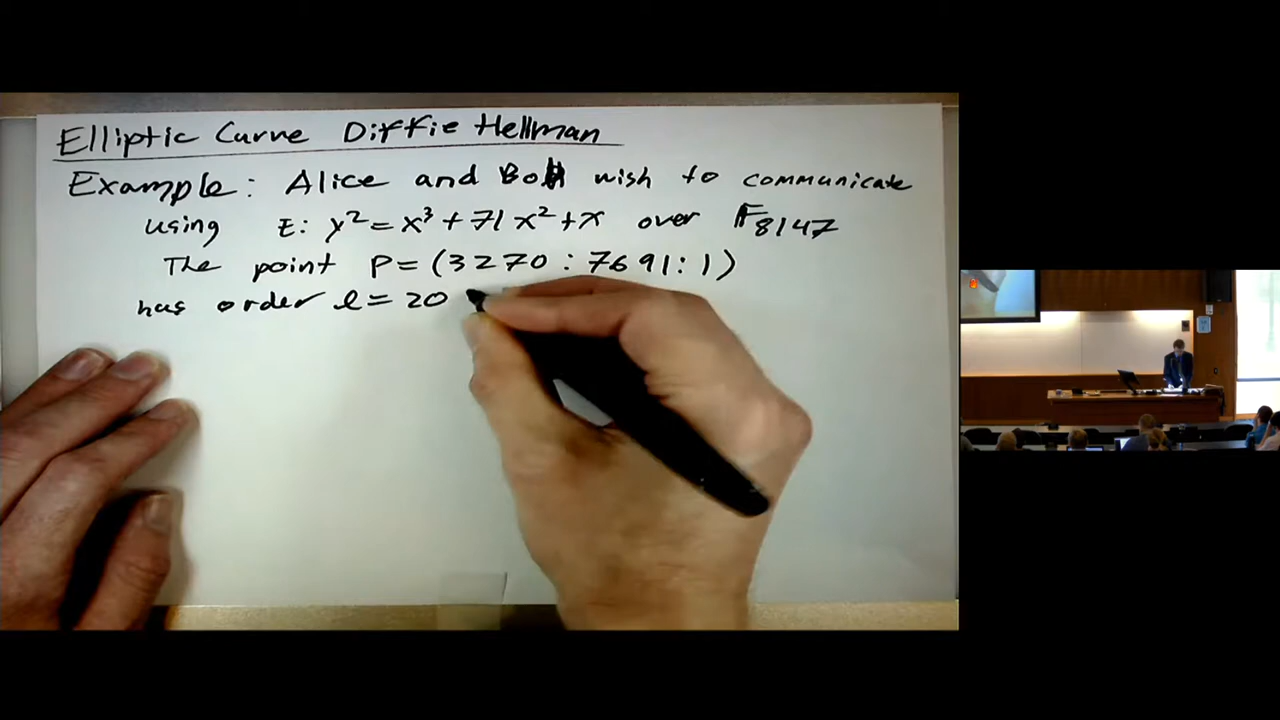 Elliptic Curve Diffie Hellman
Example: Alice and Bob wish to communicate
using E: y² = x³ + 71x² + x over F₈₁₄₇
The point P = (3270 : 7691 : 1)
has order l = 20